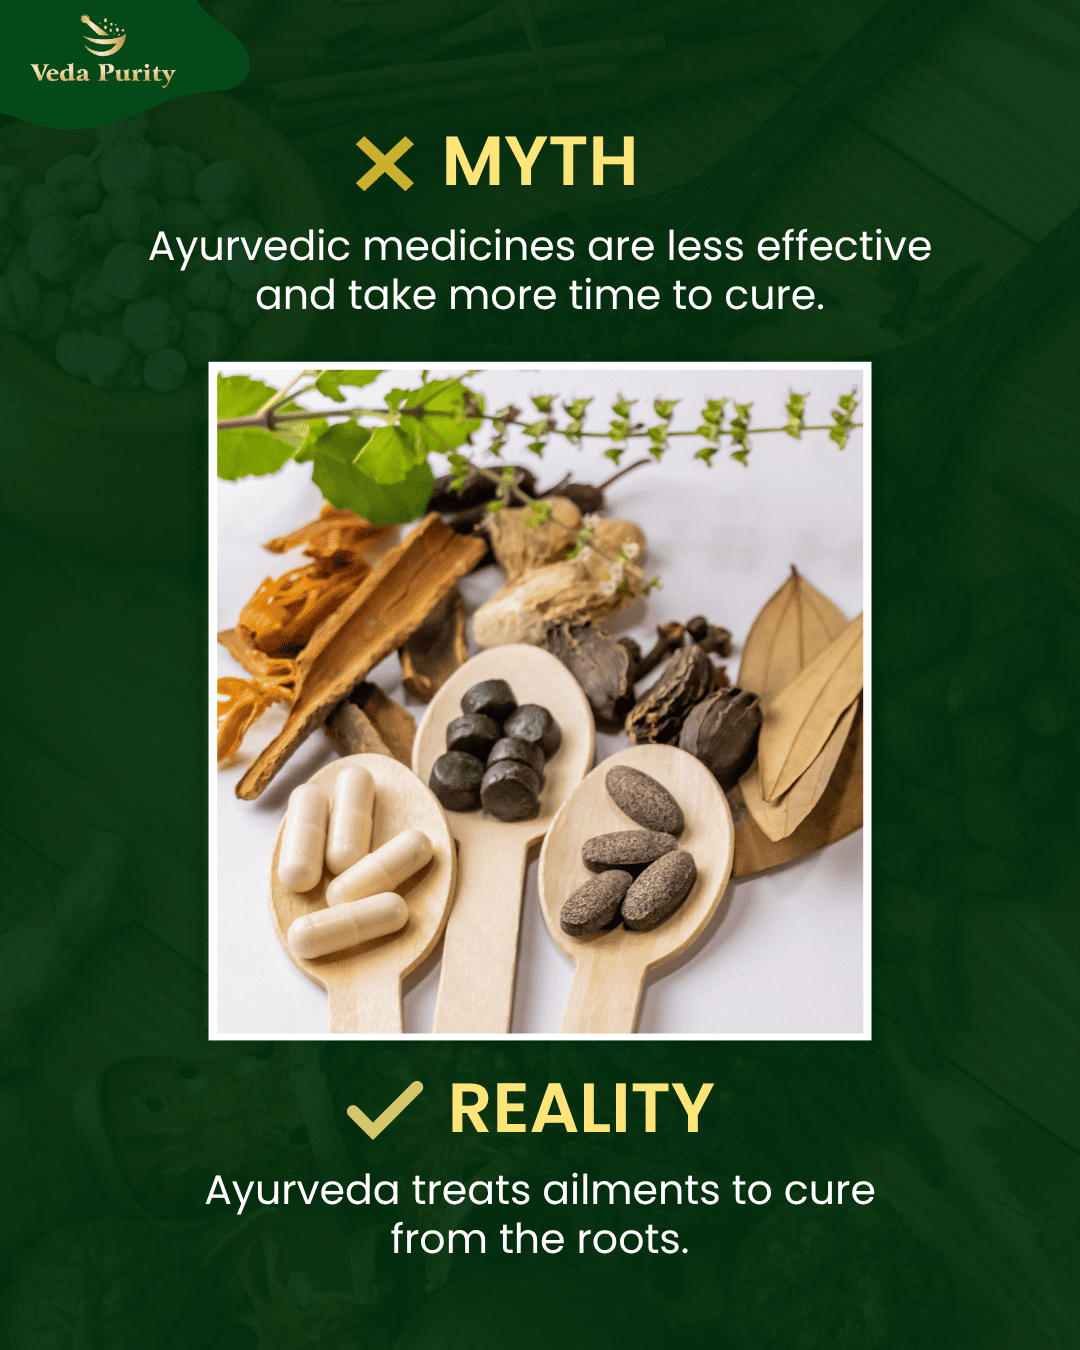 Veda Purity
MYTH
Ayurvedic medicines are less effective
and take more time to cure.
REALITY
Ayurveda treats ailments to cure
from the roots.